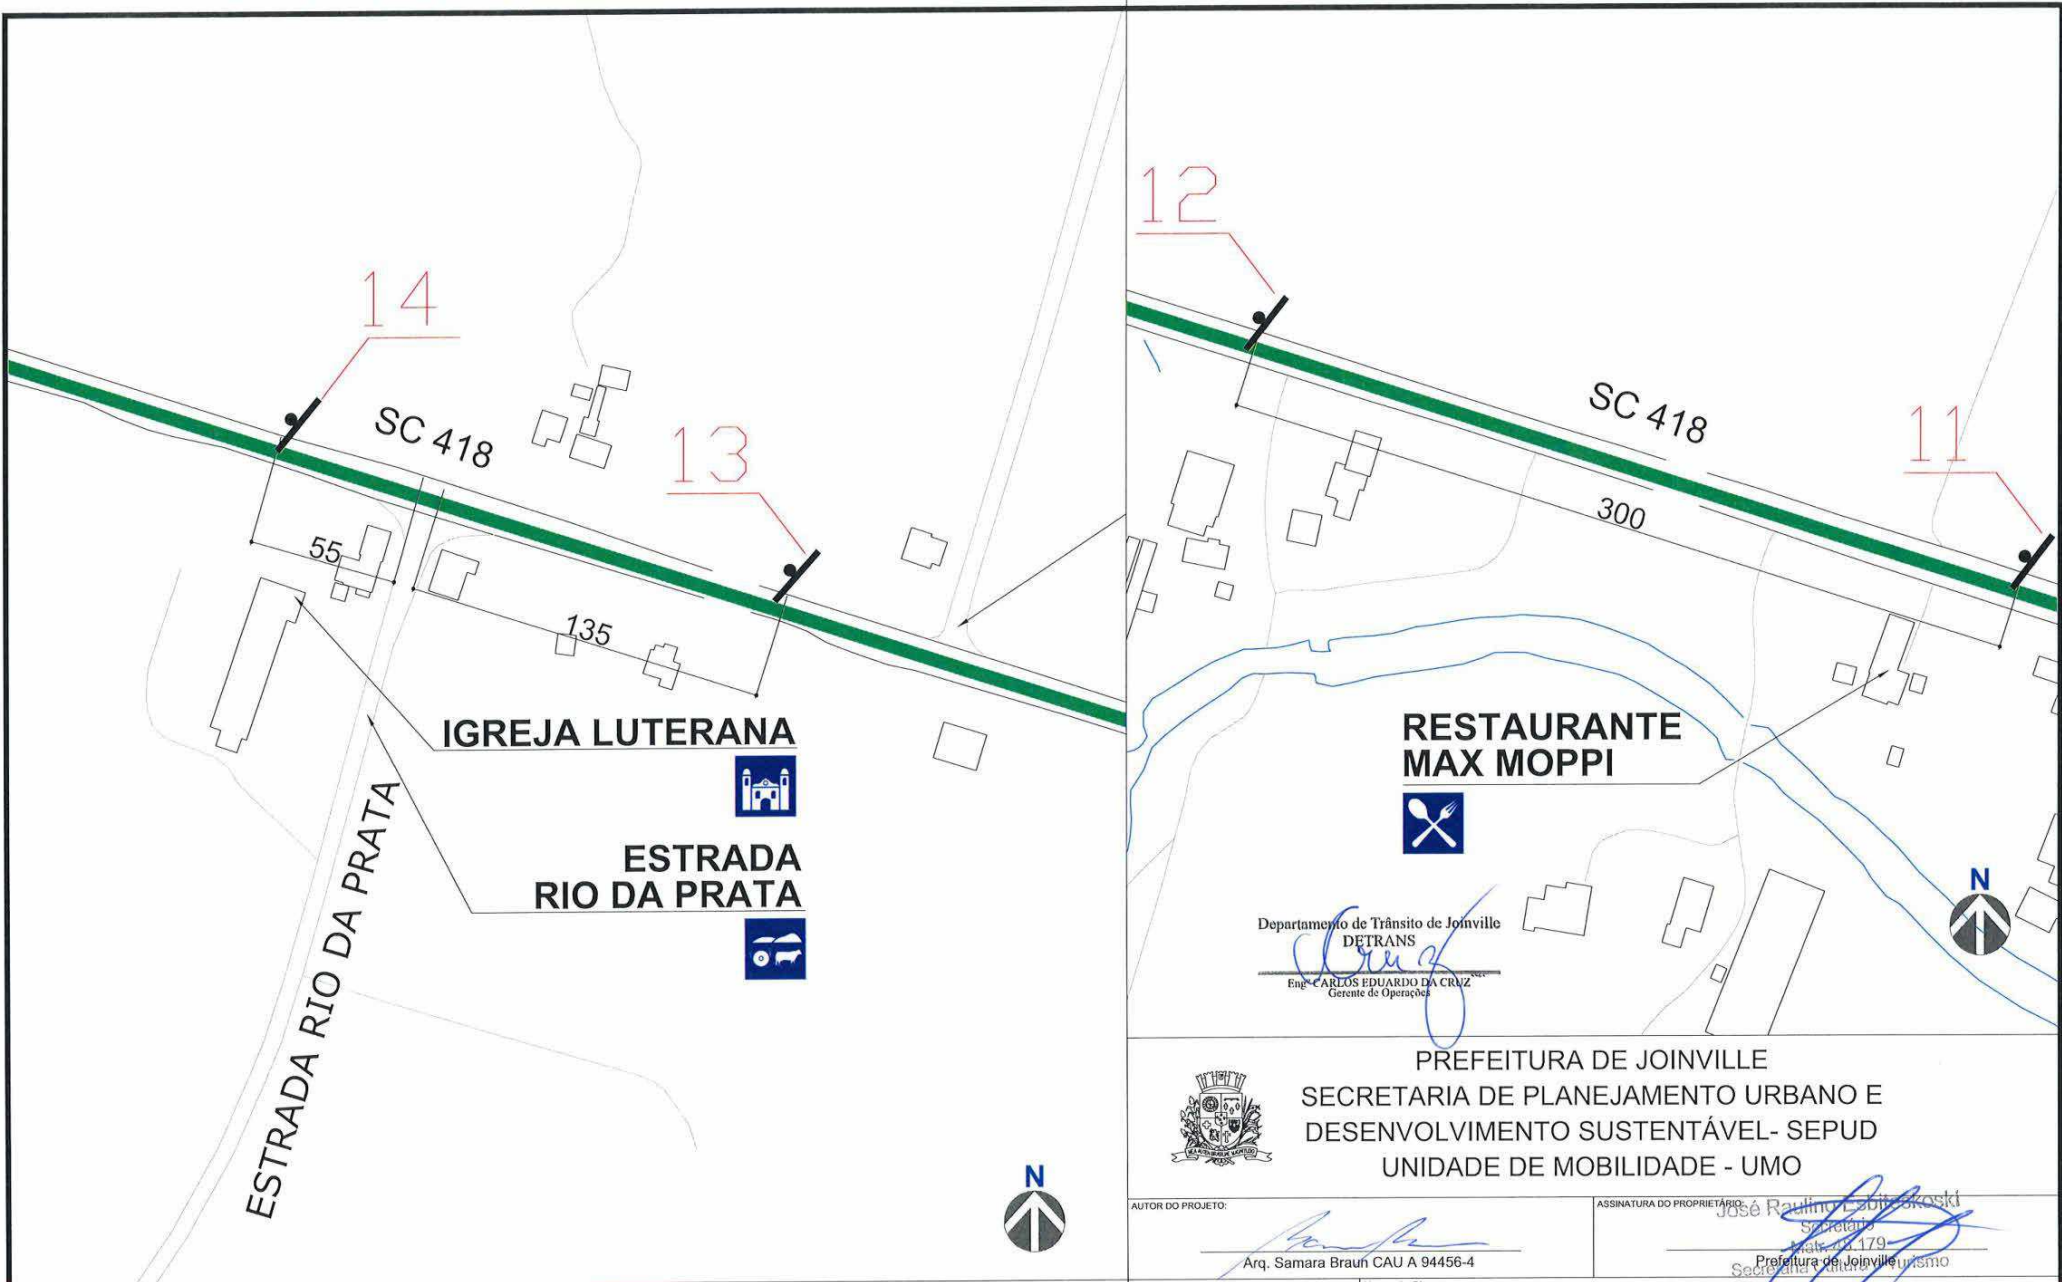 14
SC 418
13
55
135
IGREJA LUTERANA
ESTRADA
RIO DA PRATA
ESTRADA RIO DA PRATA
N
12
SC 418
11
300
RESTAURANTE
MAX MOPPI
N
Departamento de Trânsito de Joinville
DETRANS
Eng CARLOS EDUARDO DA CRUZ
Gerente de Operações
PREFEITURA DE JOINVILLE
SECRETARIA DE PLANEJAMENTO URBANO E
DESENVOLVIMENTO SUSTENTÁVEL- SEPUD
UNIDADE DE MOBILIDADE - UMO
AUTOR DO PROJETO:
Arq. Samara Braun CAU A 94456-4
ASSINATURA DO PROPRIETÁRIO:
José Raulino
Secretário
Prefeitura de Joinville